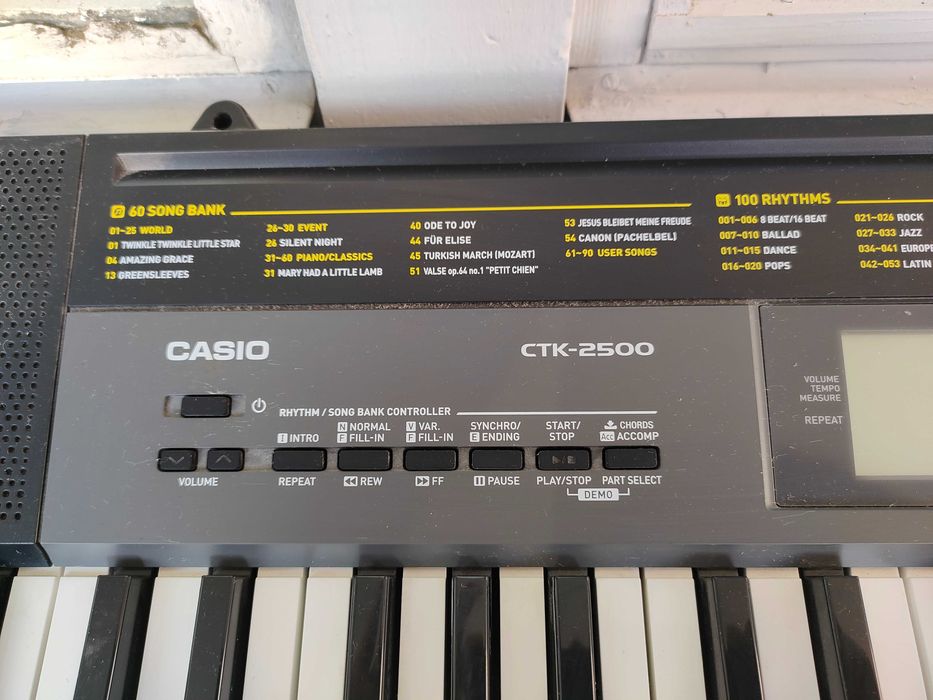 60 SONG BANK
01~25 WORLD
01 TWINKLE TWINKLE LITTLE STAR
04 AMAZING GRACE
13 GREENSLEEVES
26~30 EVENT
26 SILENT NIGHT
31~60 PIANO/CLASSICS
31 MARY HAD A LITTLE LAMB
40 ODE TO JOY
44 FÜR ELISE
45 TURKISH MARCH (MOZART)
51 VALSE op.64 no.1 "PETIT CHIEN"
53 JESUS BLEIBET MEINE FREUDE
54 CANON (PACHELBEL)
61~90 USER SONGS
100 RHYTHMS
001~006 8 BEAT/16 BEAT
007~010 BALLAD
011~015 DANCE
016~020 POPS
021~026 ROCK
027~033 JAZZ
034~041 EUROPE
042~053 LATIN
CASIO
CTK-2500
VOLUME
TEMPO
MEASURE
REPEAT
RHYTHM / SONG BANK CONTROLLER
I INTRO
N NORMAL
F FILL-IN
V VAR.
F FILL-IN
SYNCHRO/
E ENDING
START/
STOP
CHORDS
Acc ACCOMP
VOLUME
REPEAT
REW
FF
PAUSE
PLAY/STOP
PART SELECT
DEMO